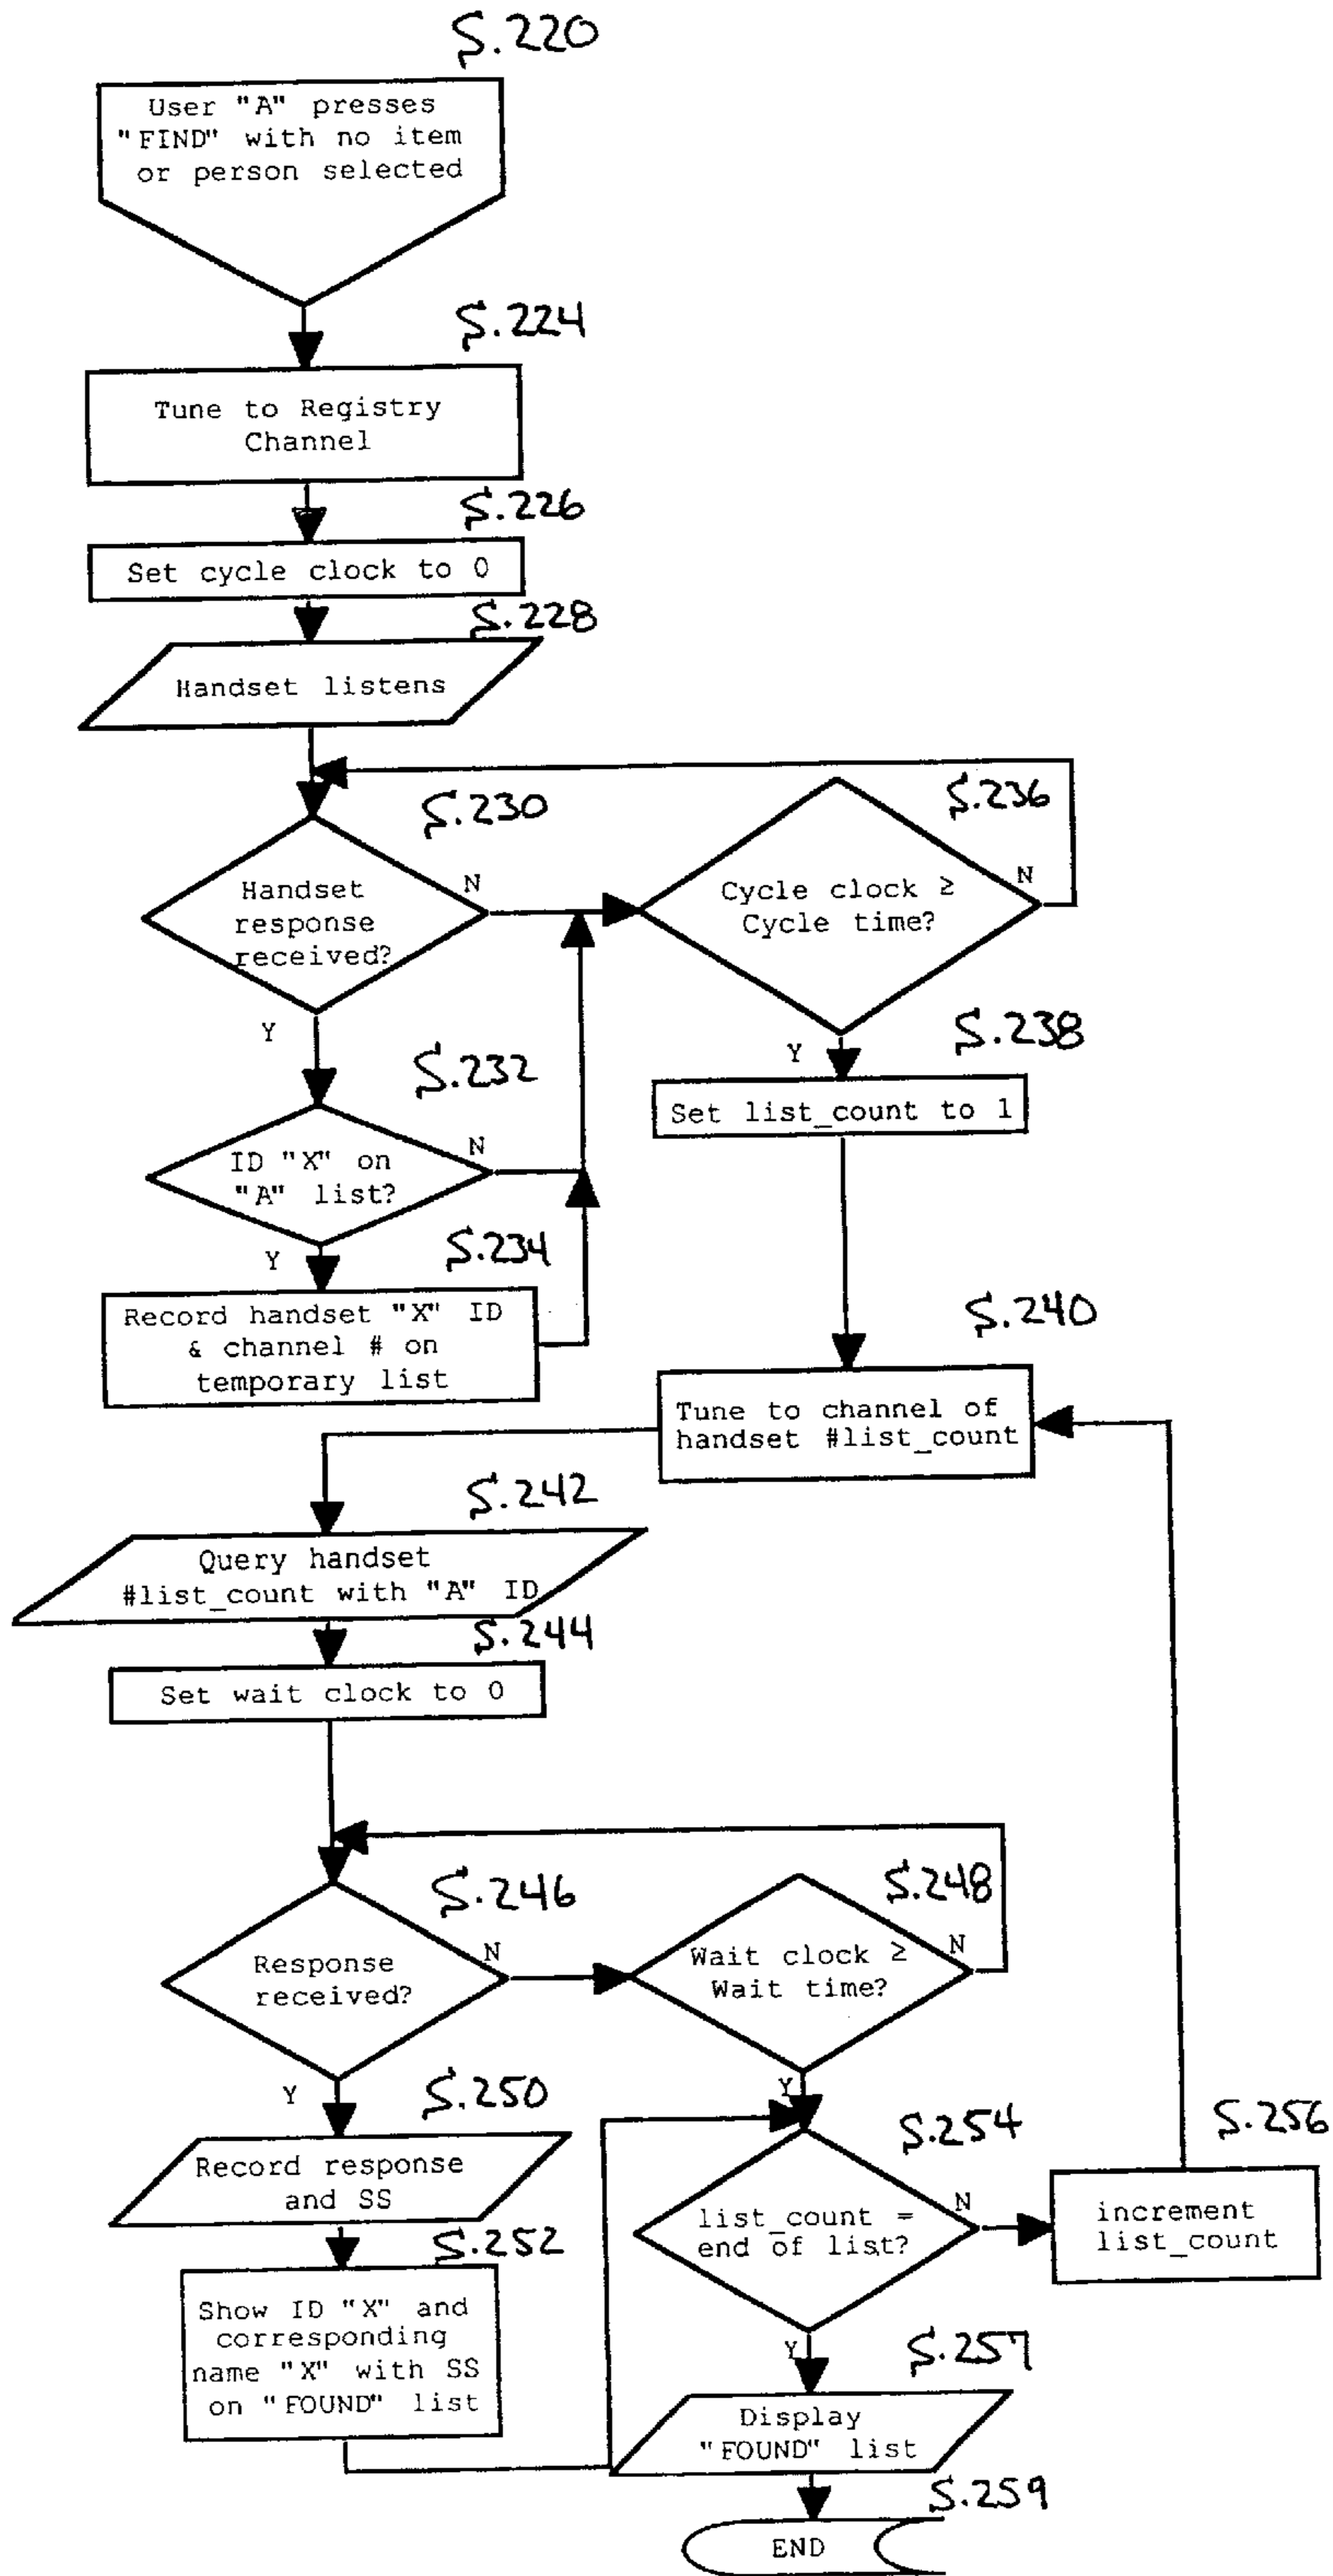 S.220
User "A" presses
"FIND" with no item
or person selected
S.224
Tune to Registry
Channel
S.226
Set cycle clock to 0
S.228
Handset listens
S.230
Handset
response
received?
N
Y
S.236
Cycle clock ≥
Cycle time?
N
Y
S.232
ID "X" on
"A" list?
N
Y
S.238
Set list_count to 1
S.234
Record handset "X" ID
& channel # on
temporary list
S.240
Tune to channel of
handset #list_count
S.242
Query handset
#list_count with "A" ID
S.244
Set wait clock to 0
S.246
Response
received?
N
Y
S.248
Wait clock ≥
Wait time?
N
Y
S.250
Record response
and SS
S.252
Show ID "X" and
corresponding
name "X" with SS
on "FOUND" list
S.254
list_count =
end of list?
N
Y
S.256
increment
list_count
S.257
Display
"FOUND" list
S.259
END